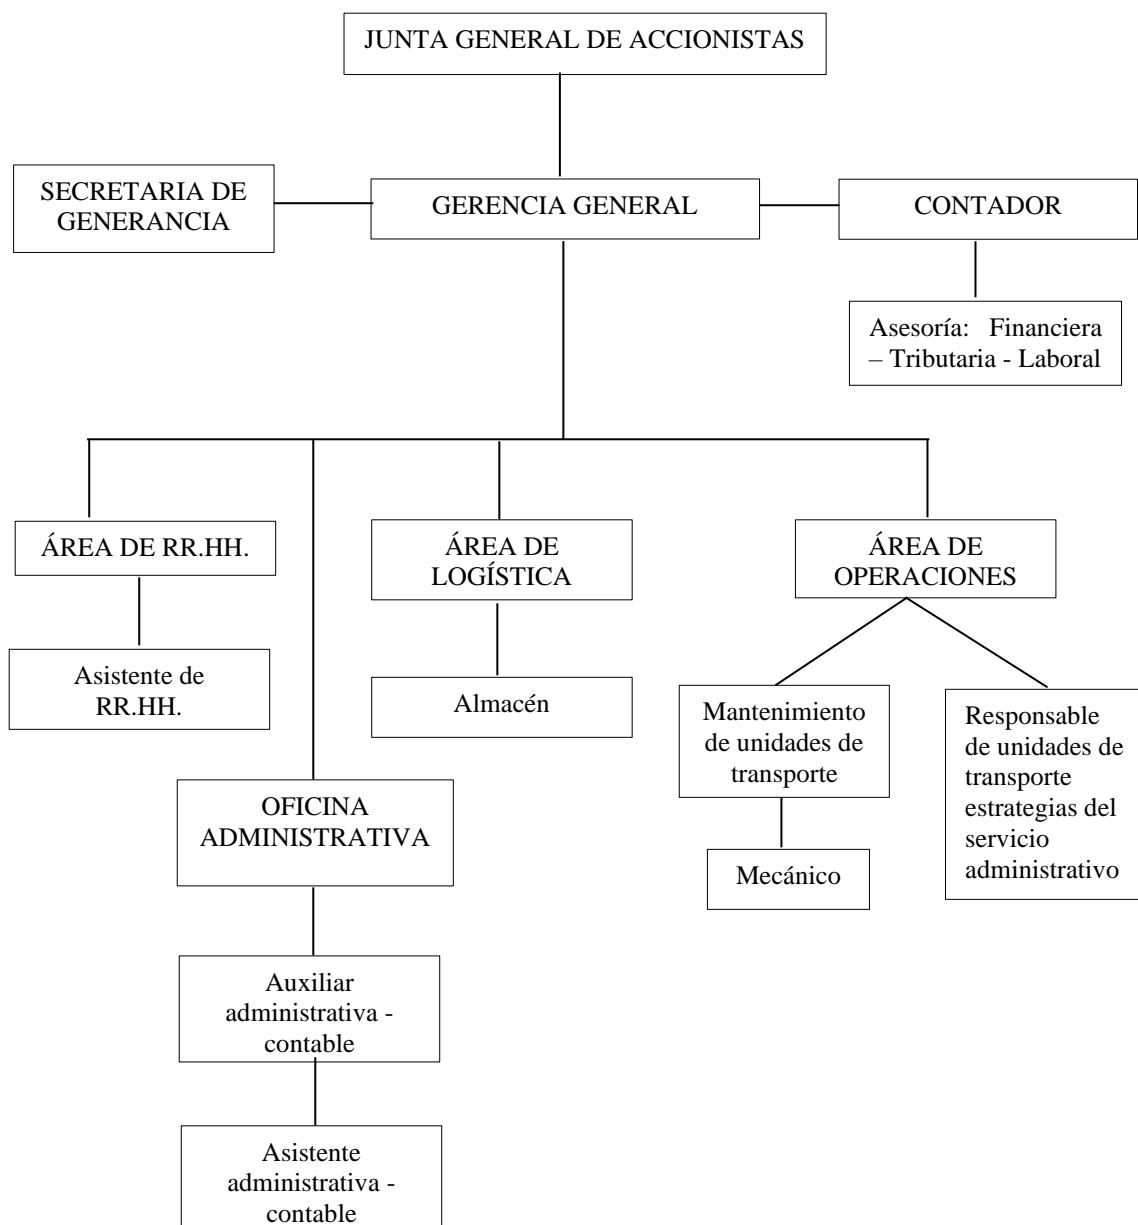 JUNTA GENERAL DE ACCIONISTAS
SECRETARIA DE
GENERANCIA
GERENCIA GENERAL
CONTADOR
Asesoría: Financiera
– Tributaria - Laboral
ÁREA DE RR.HH.
ÁREA DE
LOGÍSTICA
ÁREA DE
OPERACIONES
Asistente de
RR.HH.
Almacén
Mantenimiento
de unidades de
transporte
Responsable
de unidades de
transporte
estrategias del
servicio
administrativo
OFICINA
ADMINISTRATIVA
Mecánico
Auxiliar
administrativa -
contable
Asistente
administrativa -
contable